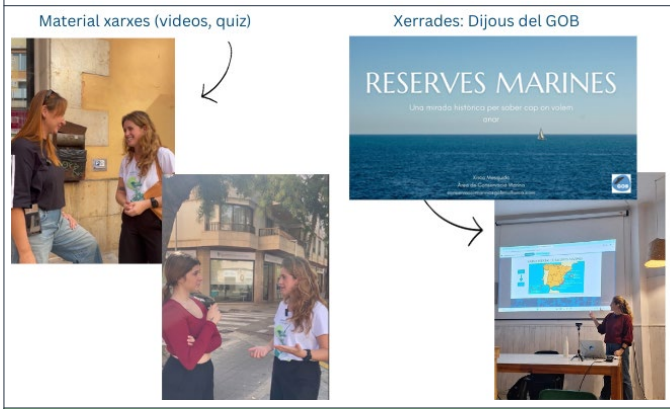 Material xarxes (videos, quiz)
Xerrades: Dijous del GOB
RESERVES MARINES
Una mirada històrica per saber cap on volem
anar
Àrea de Conservació Marina
GOB